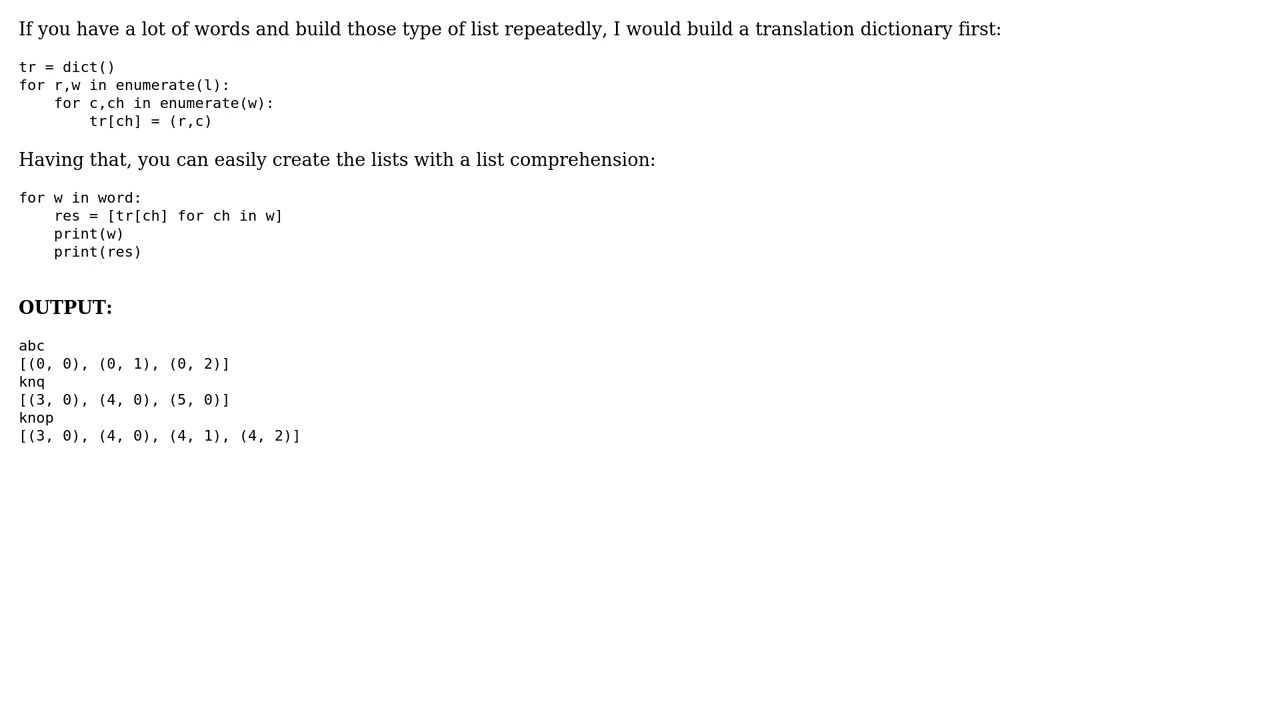 If you have a lot of words and build those type of list repeatedly, I would build a translation dictionary first:
tr = dict()
for r,w in enumerate(l):
    for c,ch in enumerate(w):
        tr[ch] = (r,c)
Having that, you can easily create the lists with a list comprehension:
for w in word:
    res = [tr[ch] for ch in w]
    print(w)
    print(res)
OUTPUT:
abc
[(0, 0), (0, 1), (0, 2)]
knq
[(3, 0), (4, 0), (5, 0)]
knop
[(3, 0), (4, 0), (4, 1), (4, 2)]